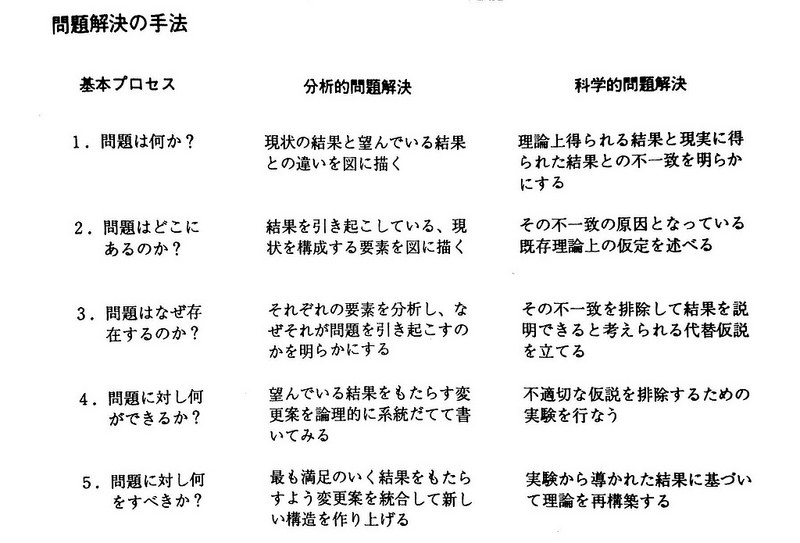 問題解決の手法
基本プロセス
分析的問題解決
科学的問題解決
1．問題は何か？
現状の結果と望んでいる結果
との違いを図に描く
理論上得られる結果と現実に得
られた結果との不一致を明らか
にする
2．問題はどこに
あるのか？
結果を引き起こしている、現
状を構成する要素を図に描く
その不一致の原因となっている
既存理論上の仮定を述べる
3．問題はなぜ存
在するのか？
それぞれの要素を分析し、な
ぜそれが問題を引き起こすの
かを明らかにする
その不一致を排除して結果を説
明できると考えられる代替仮説
を立てる
4．問題に対し何
ができるか？
望んでいる結果をもたらす変
更案を論理的に系統だてて書
いてみる
不適切な仮説を排除するための
実験を行なう
5．問題に対し何
をすべきか？
最も満足のいく結果をもたら
すよう変更案を統合して新し
い構造を作り上げる
実験から導かれた結果に基づい
て理論を再構築する